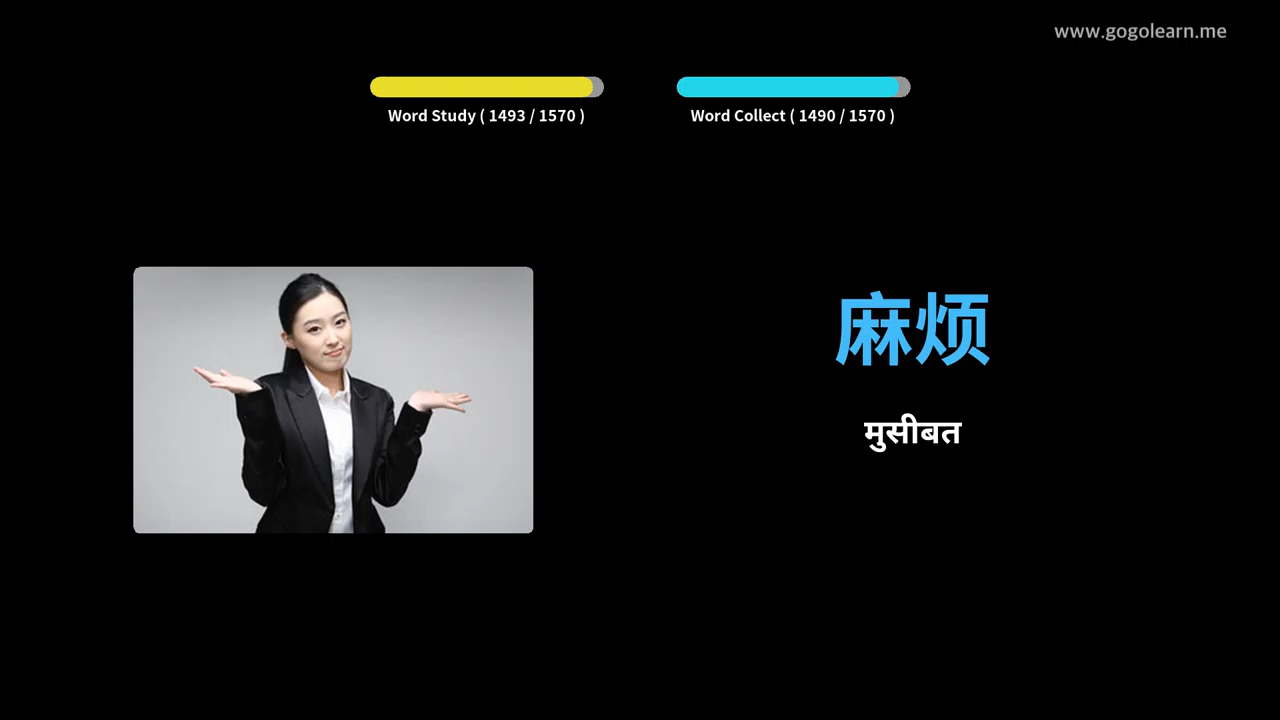 www.gogolearn.me
Word Study ( 1493 / 1570 )
Word Collect ( 1490 / 1570 )
麻烦
मुसीबत